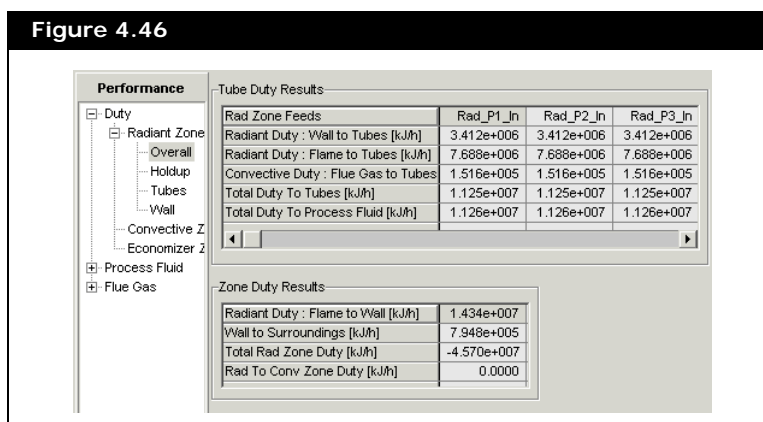 Figure 4.46
Performance
Duty
Radiant Zone
Overall
Holdup
Tubes
Wall
Convective Z
Economizer Z
Process Fluid
Flue Gas
Tube Duty Results
Rad Zone Feeds Rad_P1_In Rad_P2_In Rad_P3_In
Radiant Duty : Wall to Tubes [kJ/h] 3.412e+006 3.412e+006 3.412e+006
Radiant Duty : Flame to Tubes [kJ/h] 7.688e+006 7.688e+006 7.688e+006
Convective Duty : Flue Gas to Tubes 1.516e+005 1.516e+005 1.516e+005
Total Duty To Tubes [kJ/h] 1.125e+007 1.125e+007 1.125e+007
Total Duty To Process Fluid [kJ/h] 1.126e+007 1.126e+007 1.126e+007
Zone Duty Results
Radiant Duty : Flame to Wall [kJ/h] 1.434e+007
Wall to Surroundings [kJ/h] 7.948e+005
Total Rad Zone Duty [kJ/h] -4.570e+007
Rad To Conv Zone Duty [kJ/h] 0.0000